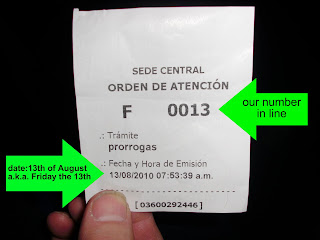 SEDE CENTRAL
ORDEN DE ATENCIÓN
F 0013
our number
in line
.: Trámite
prorrogas
.: Fecha y Hora de Emisión
date:13th of August
a.k.a. Friday the 13th
13/08/2010 07:53:39 a.m.
[ 03600292446 ]